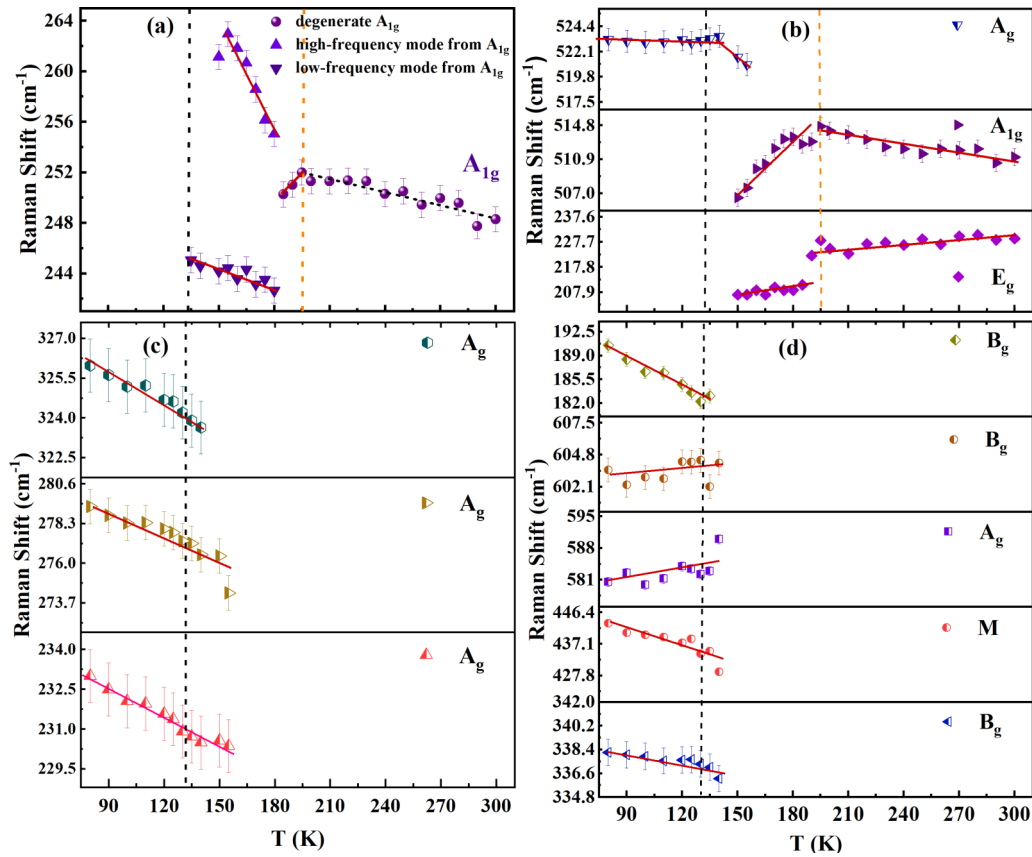 (a)
degenerate A1g
high-frequency mode from A1g
low-frequency mode from A1g
A1g
264
260
256
252
248
244
Raman Shift (cm-1)
(b)
Ag
524.4
522.1
519.8
517.5
A1g
514.8
510.9
507.0
Eg
237.6
227.7
217.8
207.9
Raman Shift (cm-1)
(c)
Ag
327.0
325.5
324.0
322.5
Ag
280.6
278.3
276.0
273.7
Ag
234.0
232.5
231.0
229.5
Raman Shift (cm-1)
90 120 150 180 210 240 270 300
T (K)
(d)
Bg
192.5
189.0
185.5
182.0
Bg
607.5
604.8
602.1
Ag
595
588
581
M
446.4
437.1
427.8
342.0
Bg
340.2
338.4
336.6
334.8
Raman Shift (cm-1)
90 120 150 180 210 240 270 300
T (K)